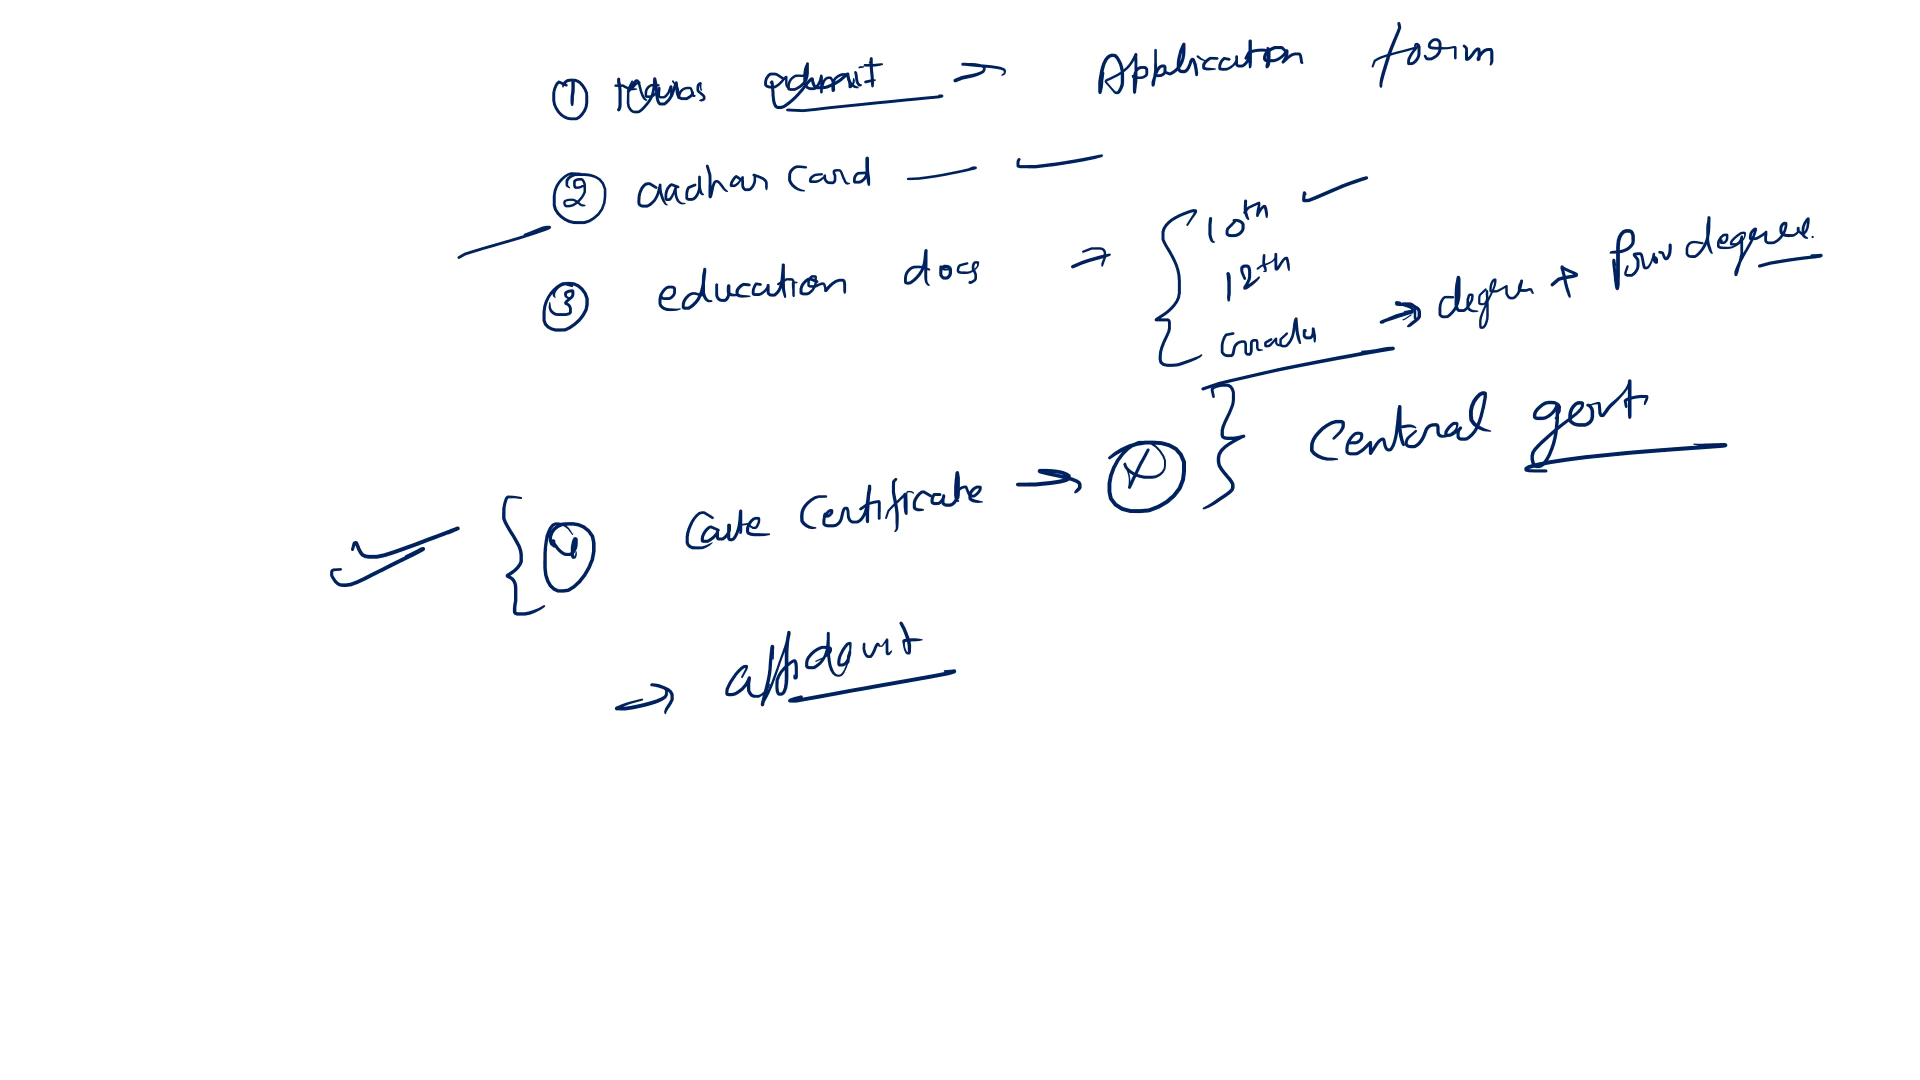 ① admit → Application form
② aadhar card — —
③ education docs → { 10th ✓
12th
Gradu → degree + Prov degree.
✓ { ④ Caste Certificate → ⓧ } Central govt
→ affidavit